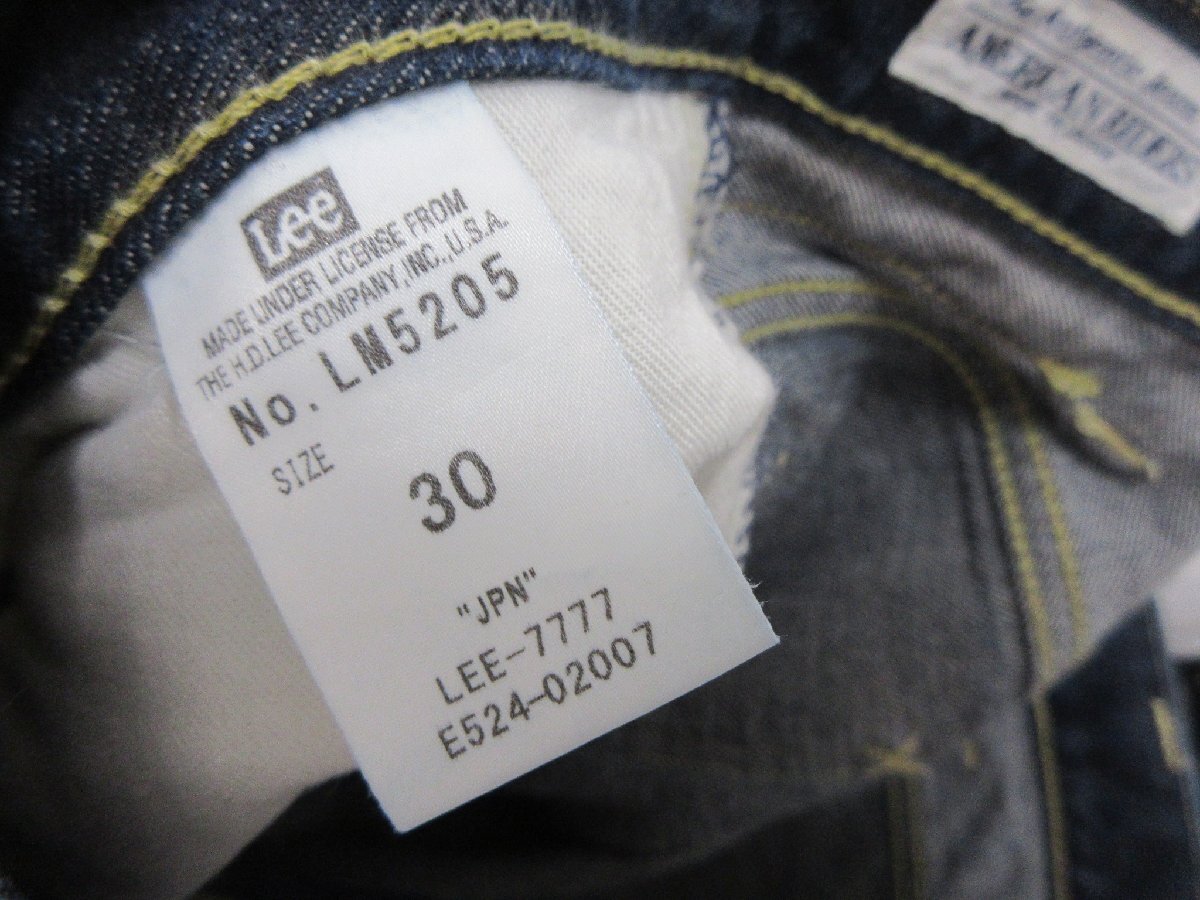 Lee
MADE UNDER LICENSE FROM
THE H.D.LEE COMPANY,INC.,U.S.A.
No. LM5205
SIZE
30
"JPN"
LEE-7777
E524-02007